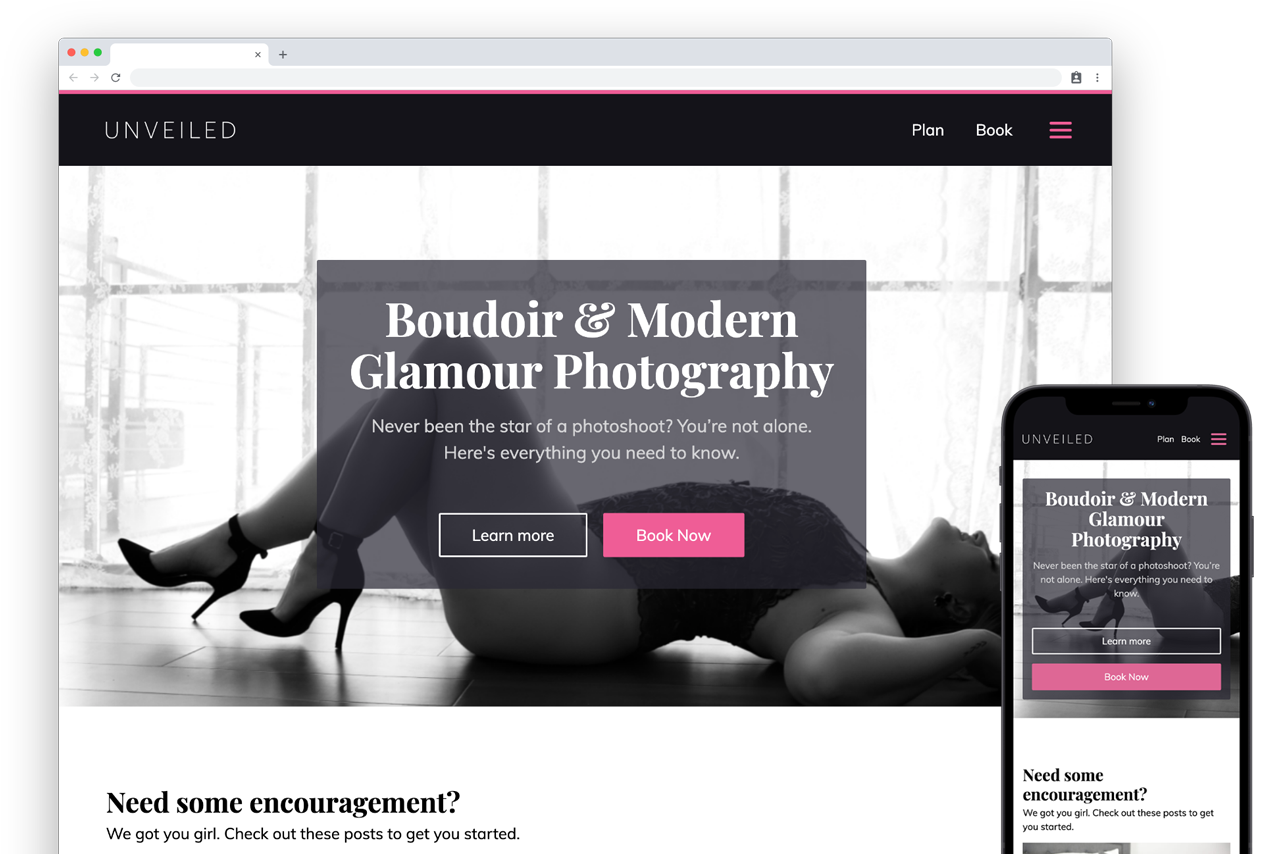 UNVEILED
Plan
Book
Boudoir & Modern
Glamour Photography
Never been the star of a photoshoot? You’re not alone.
Here's everything you need to know.
Learn more
Book Now
Need some encouragement?
We got you girl. Check out these posts to get you started.
UNVEILED
Plan
Book
Boudoir & Modern
Glamour
Photography
Never been the star of a photoshoot? You’re
not alone. Here's everything you need to
know.
Learn more
Book Now
Need some
encouragement?
We got you girl. Check out these posts to get
you started.